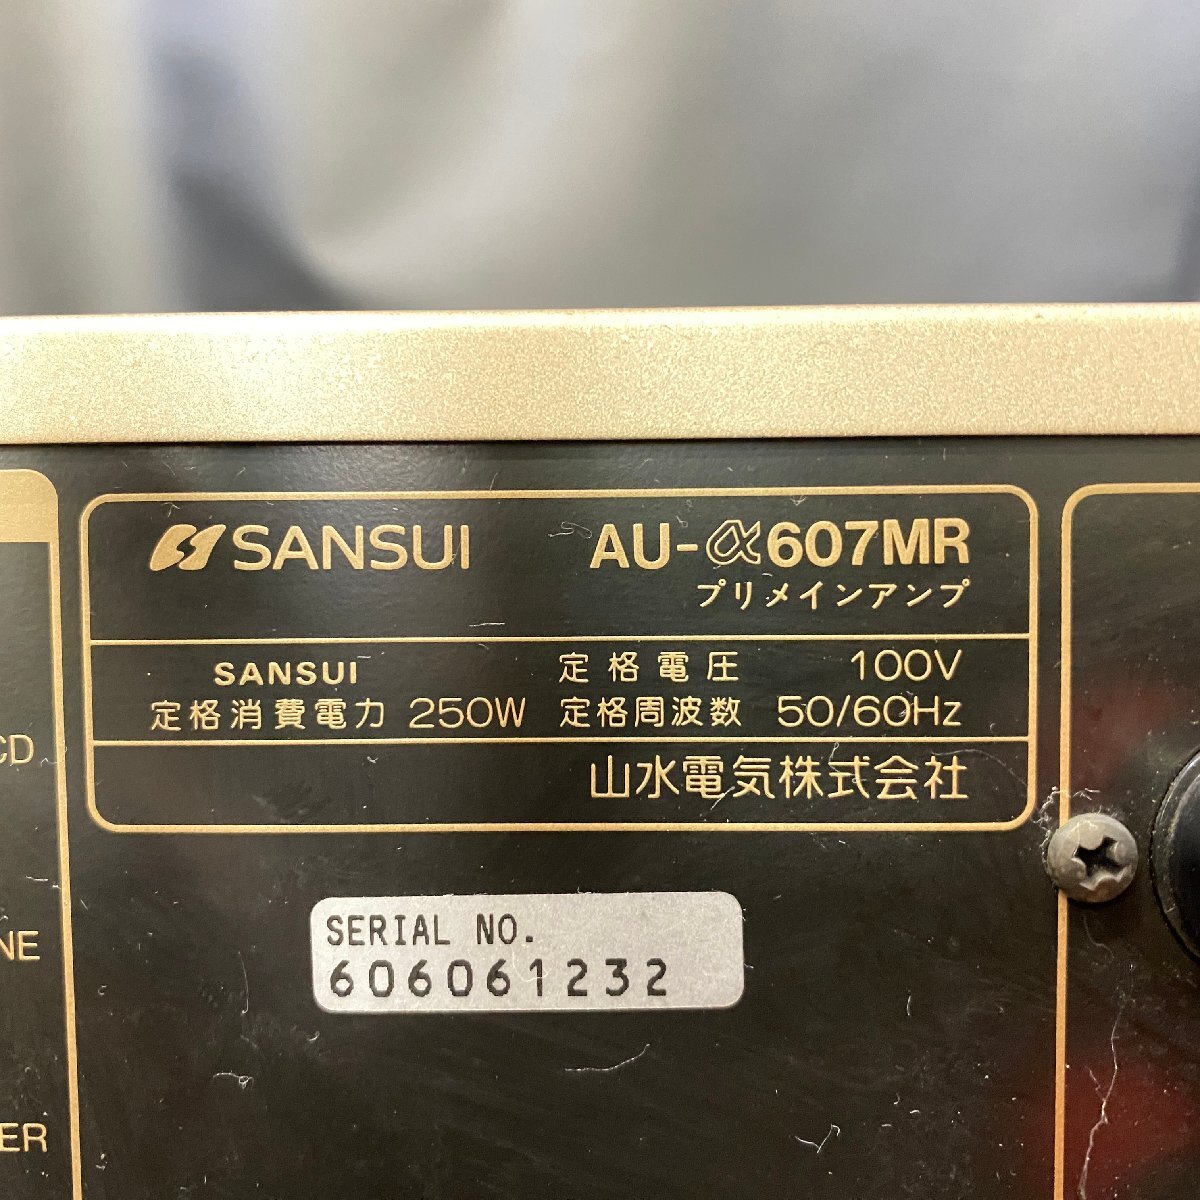 SANSUI AU-α607MR
プリメインアンプ
SANSUI 定格電圧 100V
定格消費電力 250W 定格周波数 50/60Hz
山水電気株式会社
CD
SERIAL NO.
606061232